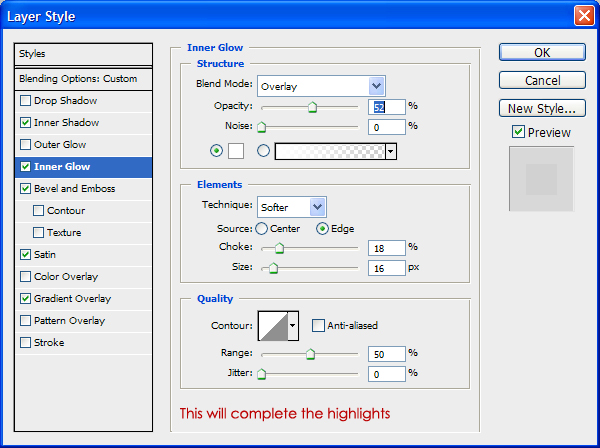 Layer Style
Styles
Blending Options: Custom
Drop Shadow
Inner Shadow
Outer Glow
Inner Glow
Bevel and Emboss
Contour
Texture
Satin
Color Overlay
Gradient Overlay
Pattern Overlay
Stroke
Inner Glow
Structure
Blend Mode: Overlay
Opacity: 52 %
Noise: 0 %
Elements
Technique: Softer
Source: Center Edge
Choke: 18 %
Size: 16 px
Quality
Contour: Anti-aliased
Range: 50 %
Jitter: 0 %
This will complete the highlights
OK
Cancel
New Style...
Preview